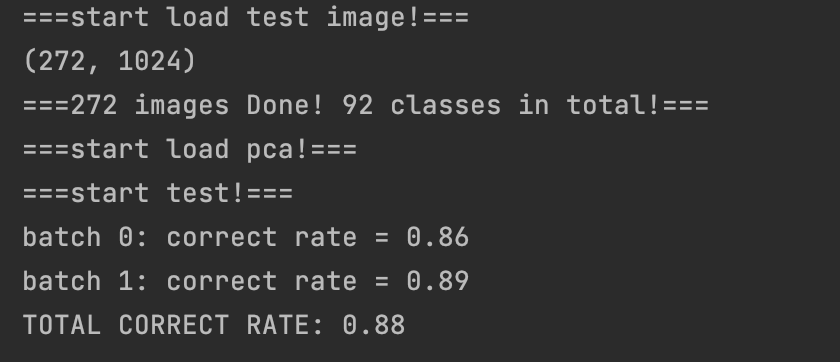 ===start load test image!===
(272, 1024)
===272 images Done! 92 classes in total!===
===start load pca!===
===start test!===
batch 0: correct rate = 0.86
batch 1: correct rate = 0.89
TOTAL CORRECT RATE: 0.88